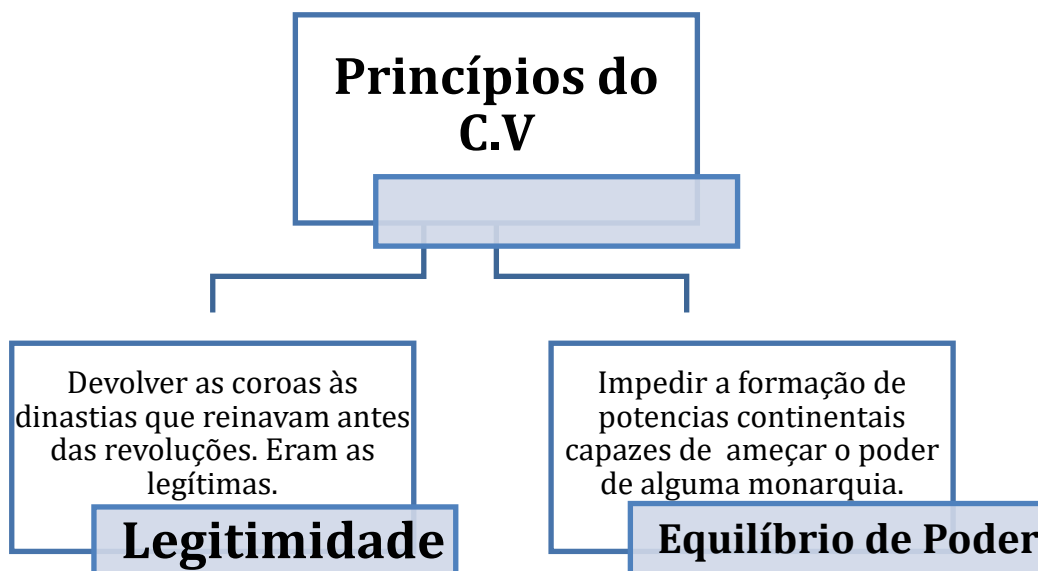 Princípios do
C.V
Devolver as coroas às
dinastias que reinavam antes
das revoluções. Eram as
legítimas.
Legitimidade
Impedir a formação de
potencias continentais
capazes de ameçar o poder
de alguma monarquia.
Equilíbrio de Poder